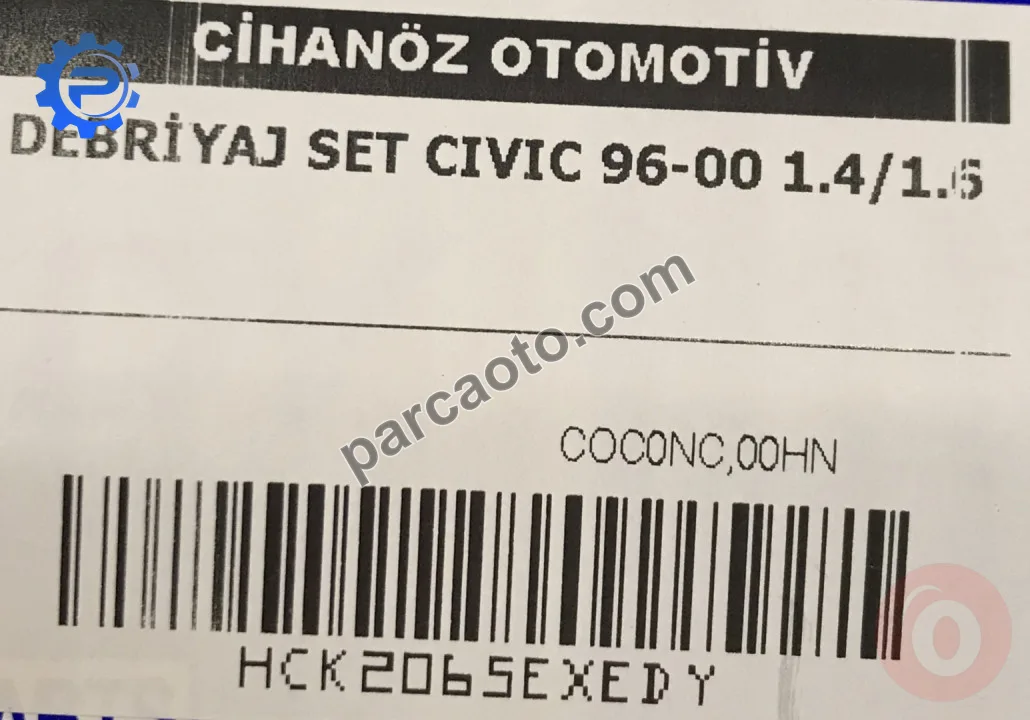 CİHANÖZ OTOMOTİV
DEBRİYAJ SET CIVIC 96-00 1.4/1.6
parcaoto.com
COCONC,00HN
HCK2065EXEDY